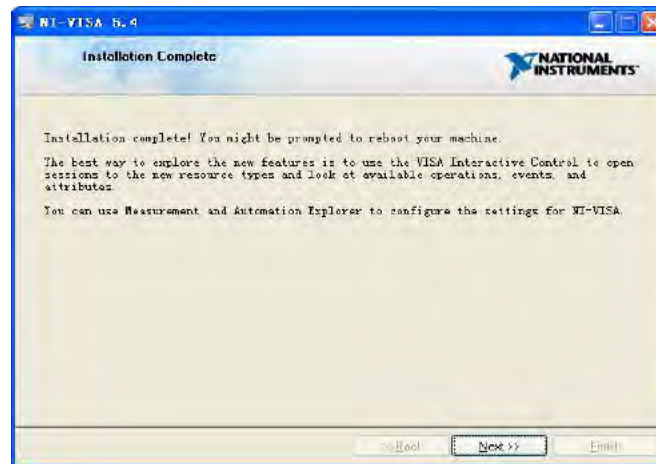 NI-VISA 5.4
Installation Complete
NATIONAL
INSTRUMENTS
Installation complete! You might be prompted to reboot your machine.
The best way to explore the new features is to use the VISA Interactive Control to open
sessions to the new resource types and look at available operations, events, and
attributes.
You can use Measurement and Automation Explorer to configure the settings for NI-VISA.
<< Back
Next >>
Finish